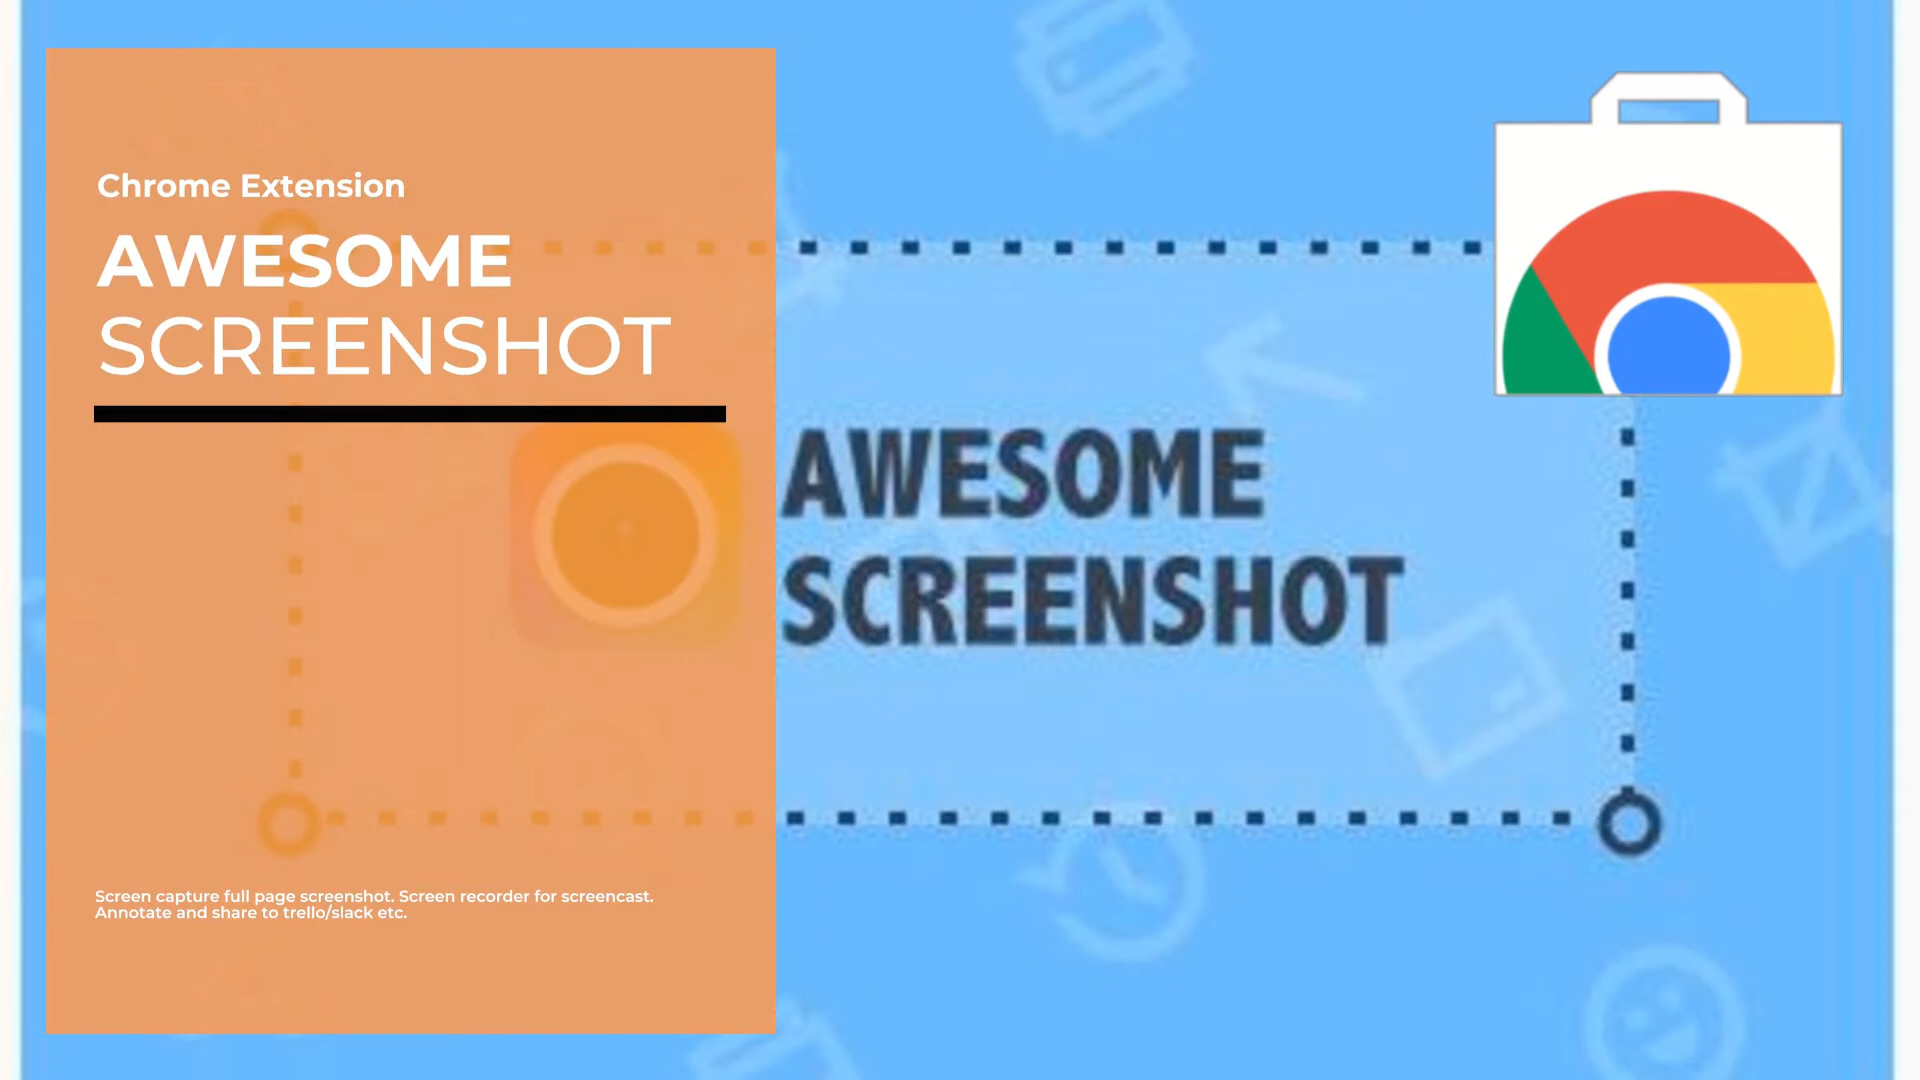 Chrome Extension
AWESOME
SCREENSHOT
AWESOME
SCREENSHOT
Screen capture full page screenshot. Screen recorder for screencast.
Annotate and share to trello/slack etc.